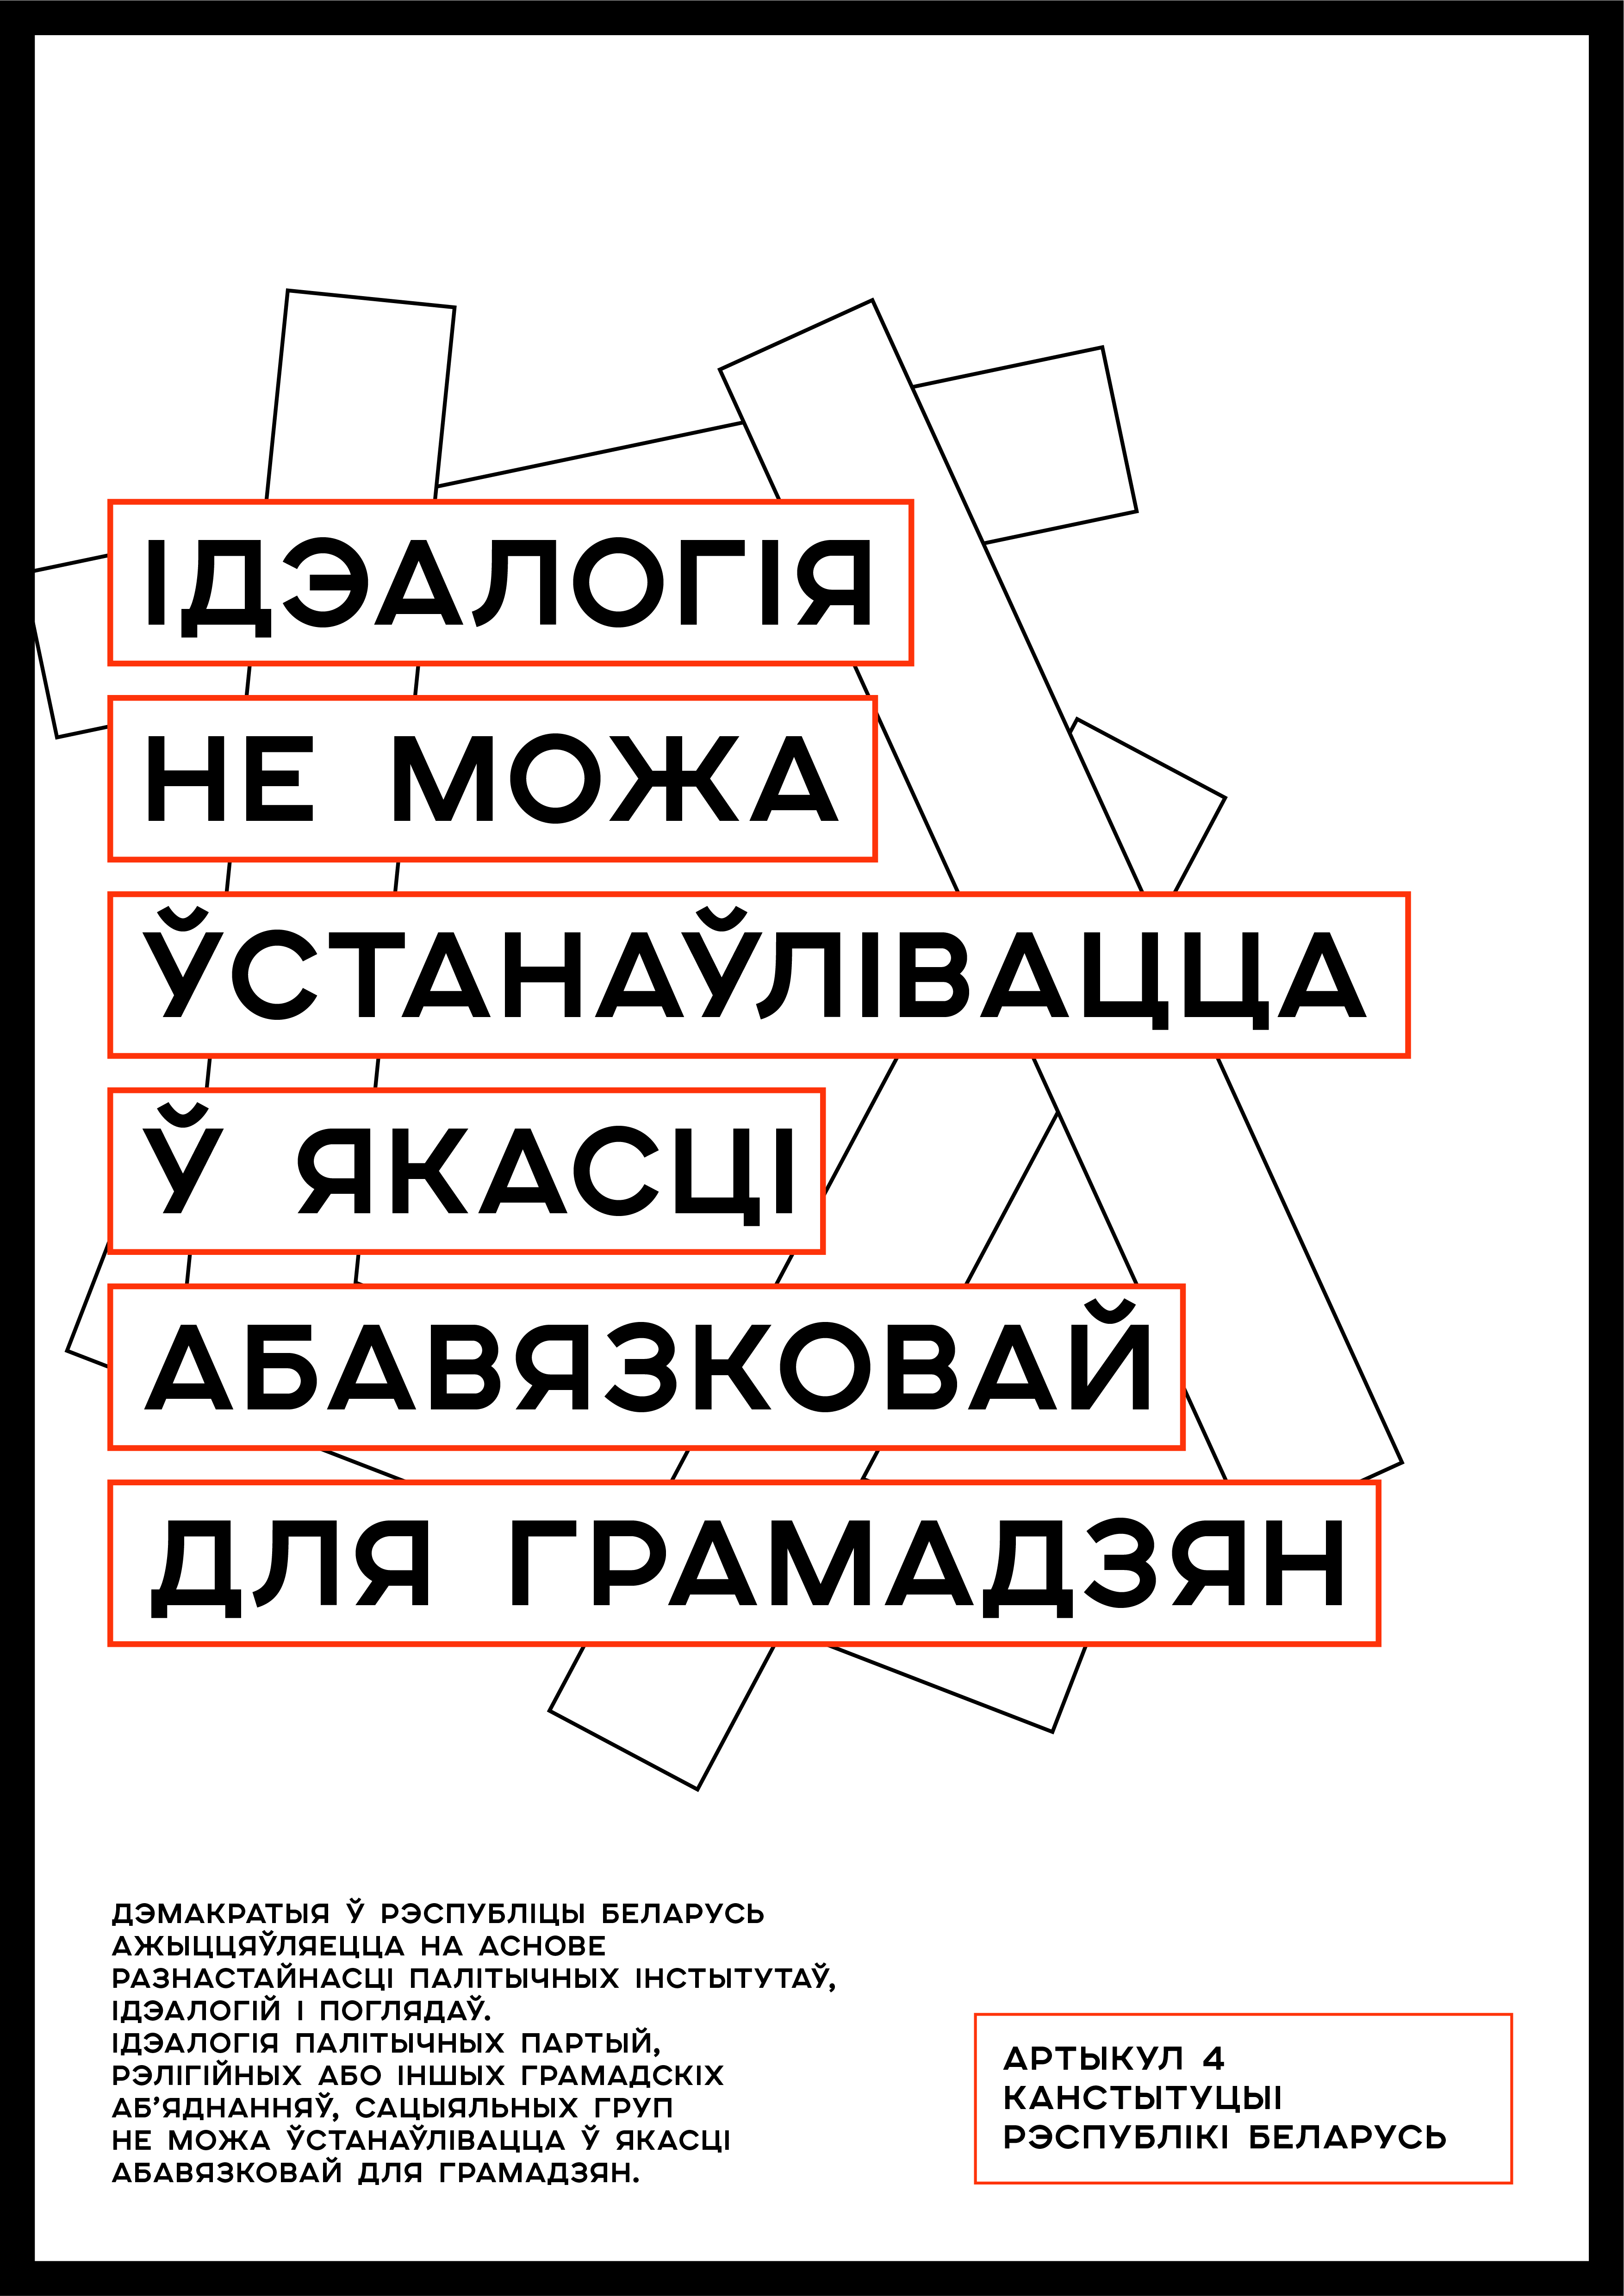 ІДЭАЛОГІЯ
НЕ МОЖА
ЎСТАНАЎЛІВАЦЦА
Ў ЯКАСЦІ
АБАВЯЗКОВАЙ
ДЛЯ ГРАМАДЗЯН
ДЭМАКРАТЫЯ Ў РЭСПУБЛІЦЫ БЕЛАРУСЬ
АЖЫЦЦЯЎЛЯЕЦЦА НА АСНОВЕ
РАЗНАСТАЙНАСЦІ ПАЛІТЫЧНЫХ ІНСТЫТУТАЎ,
ІДЭАЛОГІЙ І ПОГЛЯДАЎ.
ІДЭАЛОГІЯ ПАЛІТЫЧНЫХ ПАРТЫЙ,
РЭЛІГІЙНЫХ АБО ІНШЫХ ГРАМАДСКІХ
АБ’ЯДНАННЯЎ, САЦЫЯЛЬНЫХ ГРУП
НЕ МОЖА ЎСТАНАЎЛІВАЦЦА Ў ЯКАСЦІ
АБАВЯЗКОВАЙ ДЛЯ ГРАМАДЗЯН.
АРТЫКУЛ 4
КАНСТЫТУЦЫІ
РЭСПУБЛІКІ БЕЛАРУСЬ